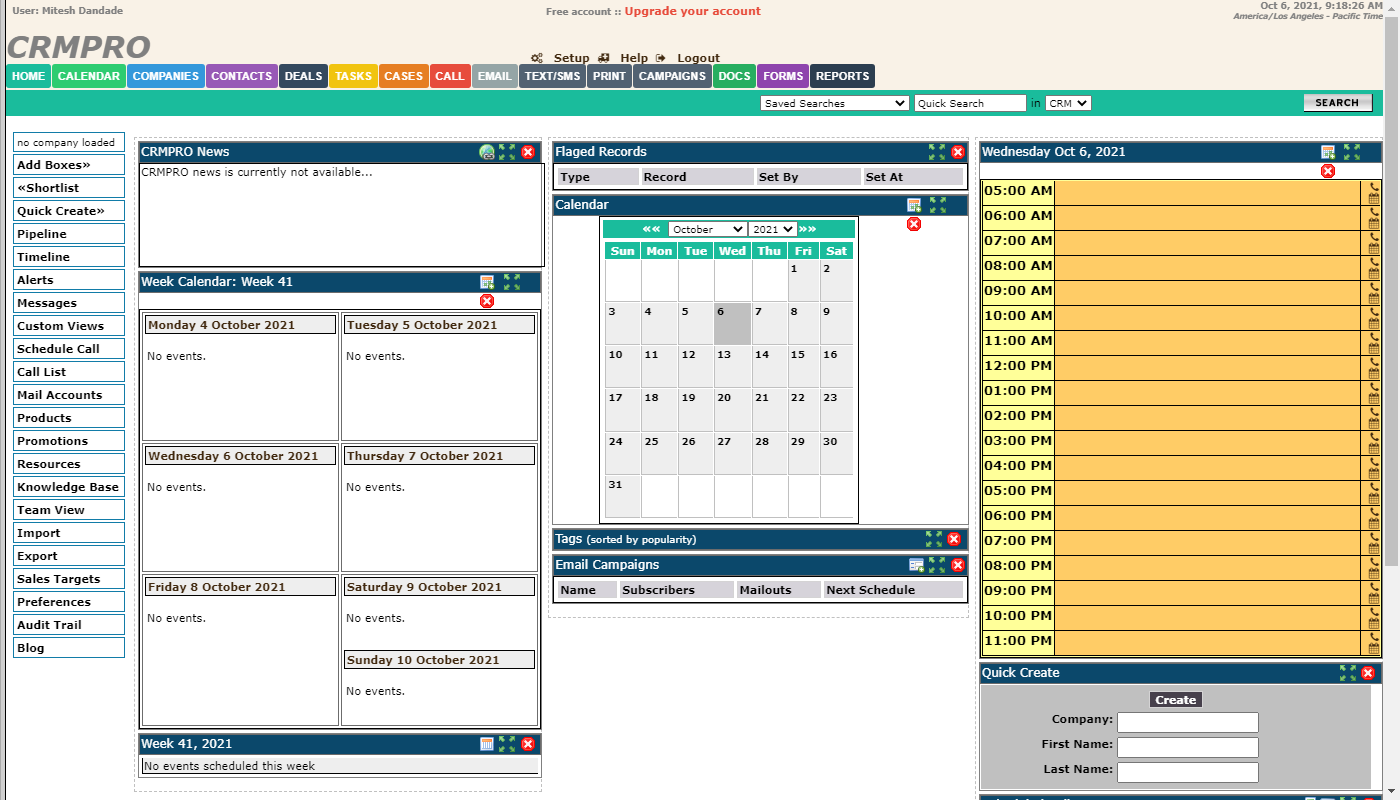 User: Mitesh Dandade
Free account :: Upgrade your account
Oct 6, 2021, 9:18:26 AM
America/Los Angeles - Pacific Time
CRMPRO
Setup Help Logout
HOME CALENDAR COMPANIES CONTACTS DEALS TASKS CASES CALL EMAIL TEXT/SMS PRINT CAMPAIGNS DOCS FORMS REPORTS
Saved Searches Quick Search in CRM SEARCH
no company loaded
Add Boxes»
«Shortlist
Quick Create»
Pipeline
Timeline
Alerts
Messages
Custom Views
Schedule Call
Call List
Mail Accounts
Products
Promotions
Resources
Knowledge Base
Team View
Import
Export
Sales Targets
Preferences
Audit Trail
Blog
CRMPRO News
CRMPRO news is currently not available...
Week Calendar: Week 41
Monday 4 October 2021
No events.
Tuesday 5 October 2021
No events.
Wednesday 6 October 2021
No events.
Thursday 7 October 2021
No events.
Friday 8 October 2021
No events.
Saturday 9 October 2021
No events.
Sunday 10 October 2021
No events.
Week 41, 2021
No events scheduled this week
Flaged Records
Type Record Set By Set At
Calendar
«« October 2021 »»
Sun Mon Tue Wed Thu Fri Sat
1 2
3 4 5 6 7 8 9
10 11 12 13 14 15 16
17 18 19 20 21 22 23
24 25 26 27 28 29 30
31
Tags (sorted by popularity)
Email Campaigns
Name Subscribers Mailouts Next Schedule
Wednesday Oct 6, 2021
05:00 AM
06:00 AM
07:00 AM
08:00 AM
09:00 AM
10:00 AM
11:00 AM
12:00 PM
01:00 PM
02:00 PM
03:00 PM
04:00 PM
05:00 PM
06:00 PM
07:00 PM
08:00 PM
09:00 PM
10:00 PM
11:00 PM
Quick Create
Create
Company:
First Name:
Last Name: